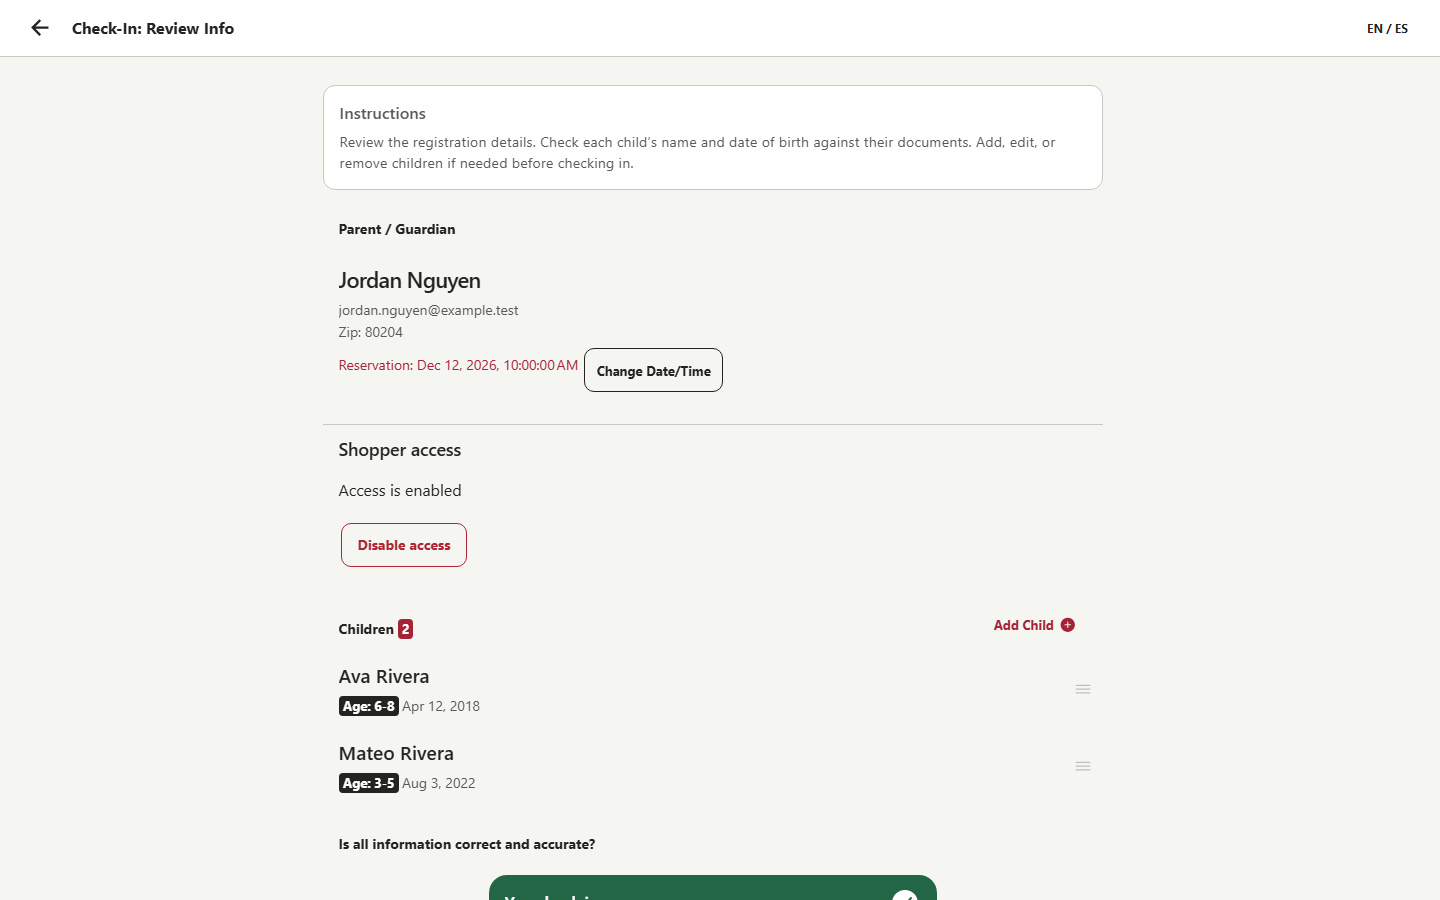 Check-In: Review Info
EN / ES
Instructions
Review the registration details. Check each child's name and date of birth against their documents. Add, edit, or
remove children if needed before checking in.
Parent / Guardian
Jordan Nguyen
jordan.nguyen@example.test
Zip: 80204
Reservation: Dec 12, 2026, 10:00:00 AM
Change Date/Time
Shopper access
Access is enabled
Disable access
Children 2
Add Child
Ava Rivera
Age: 6-8 Apr 12, 2018
Mateo Rivera
Age: 3-5 Aug 3, 2022
Is all information correct and accurate?